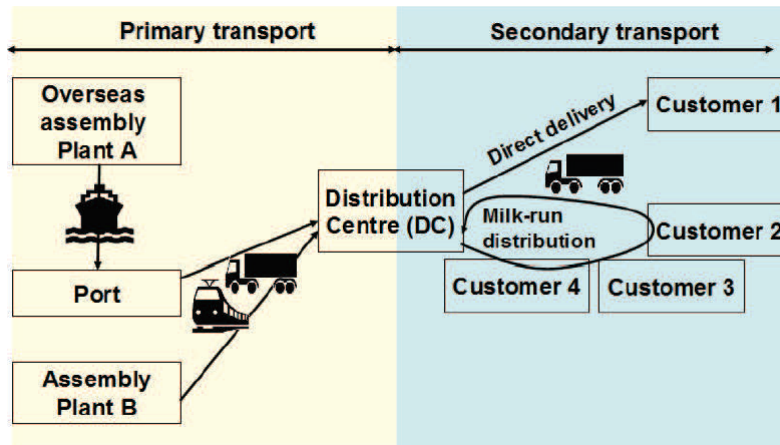 Primary transport
Secondary transport
Overseas
assembly
Plant A
Port
Assembly
Plant B
Distribution
Centre (DC)
Direct delivery
Customer 1
Milk-run
distribution
Customer 2
Customer 4
Customer 3